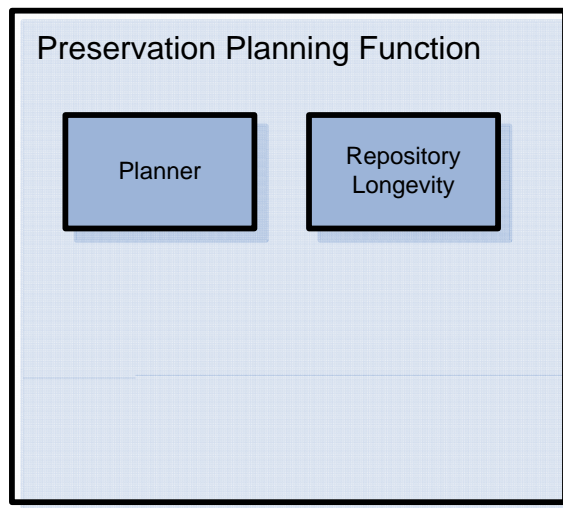 Preservation Planning Function
Planner
Repository
Longevity